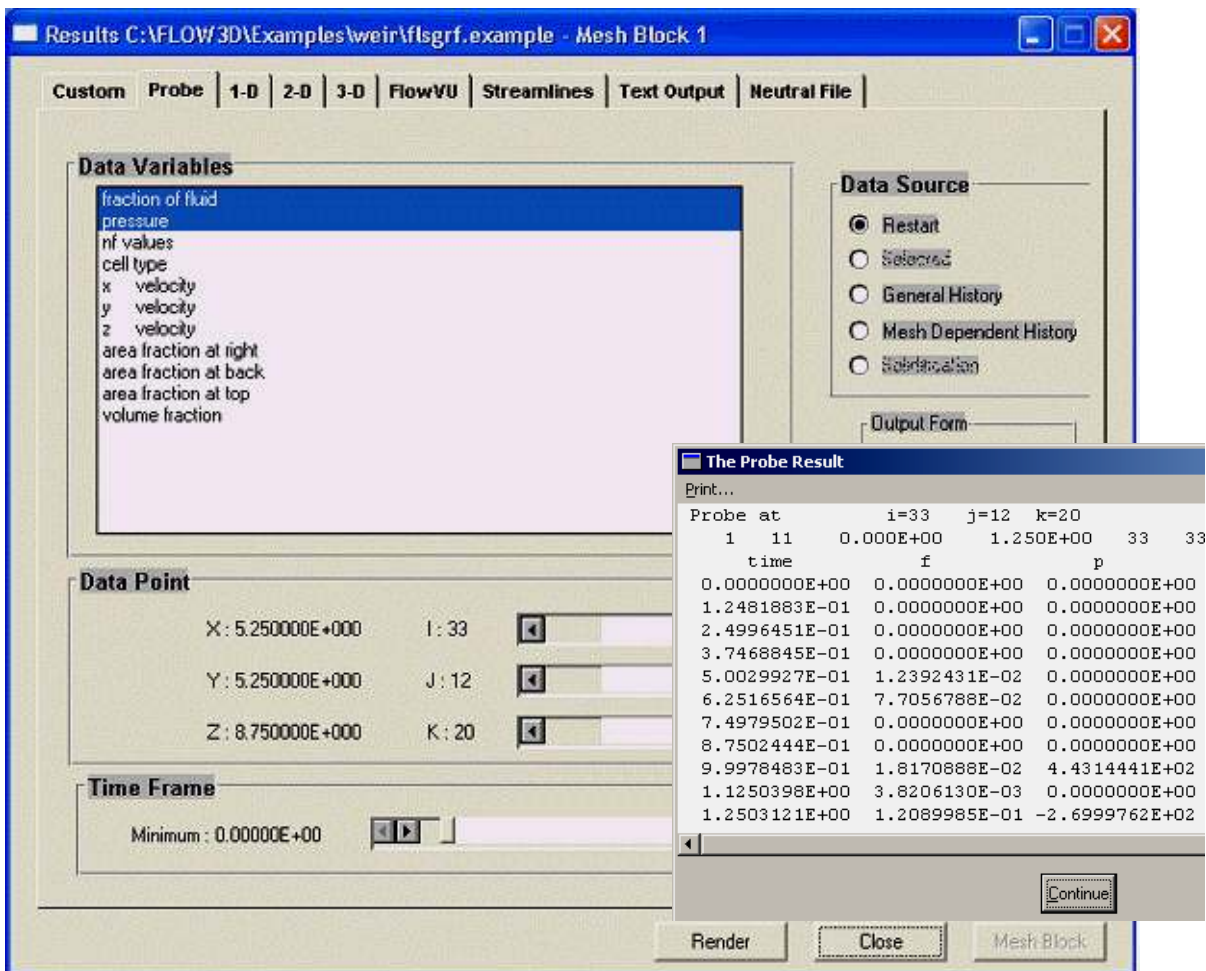 Results C:\FLOW3D\Examples\weir\flsgrf.example - Mesh Block 1
Custom Probe 1-D 2-D 3-D FlowVU Streamlines Text Output Neutral File
Data Variables
fraction of fluid
pressure
nf values
cell type
x velocity
y velocity
z velocity
area fraction at right
area fraction at back
area fraction at top
volume fraction
Data Source
Restart
Selected
General History
Mesh Dependent History
Solidification
Output Form
Data Point
X : 5.250000E+000 I : 33
Y : 5.250000E+000 J : 12
Z : 8.750000E+000 K : 20
Time Frame
Minimum : 0.00000E+00
The Probe Result
Print...
Probe at i=33 j=12 k=20
1 11 0.000E+00 1.250E+00 33 33
time f p
0.0000000E+00 0.0000000E+00 0.0000000E+00
1.2481883E-01 0.0000000E+00 0.0000000E+00
2.4996451E-01 0.0000000E+00 0.0000000E+00
3.7468845E-01 0.0000000E+00 0.0000000E+00
5.0029927E-01 1.2392431E-02 0.0000000E+00
6.2516564E-01 7.7056788E-02 0.0000000E+00
7.4979502E-01 0.0000000E+00 0.0000000E+00
8.7502444E-01 0.0000000E+00 0.0000000E+00
9.9978483E-01 1.8170888E-02 4.4314441E+02
1.1250398E+00 3.8206130E-03 0.0000000E+00
1.2503121E+00 1.2089985E-01 -2.6999762E+02
Continue
Render Close Mesh Block